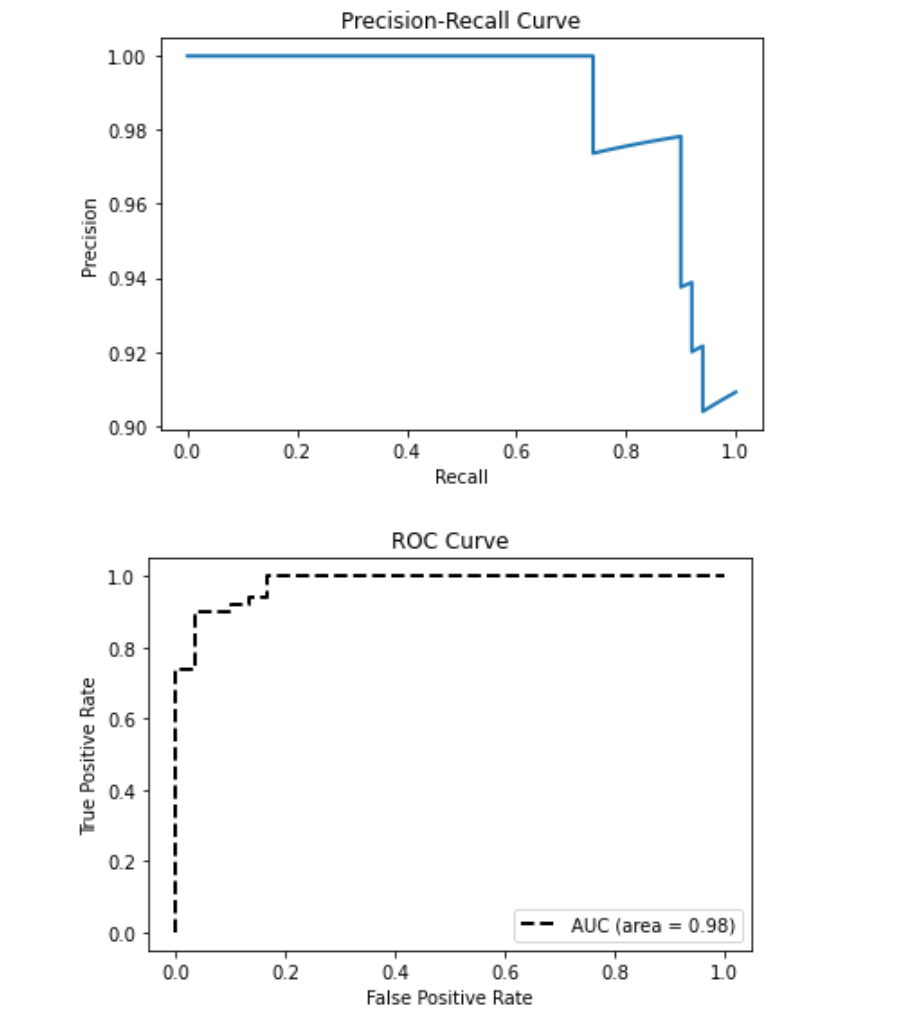 Precision-Recall Curve
1.00
0.98
0.96
0.94
0.92
0.90
Precision
0.0 0.2 0.4 0.6 0.8 1.0
Recall
ROC Curve
1.0
0.8
0.6
0.4
0.2
0.0
True Positive Rate
AUC (area = 0.98)
0.0 0.2 0.4 0.6 0.8 1.0
False Positive Rate